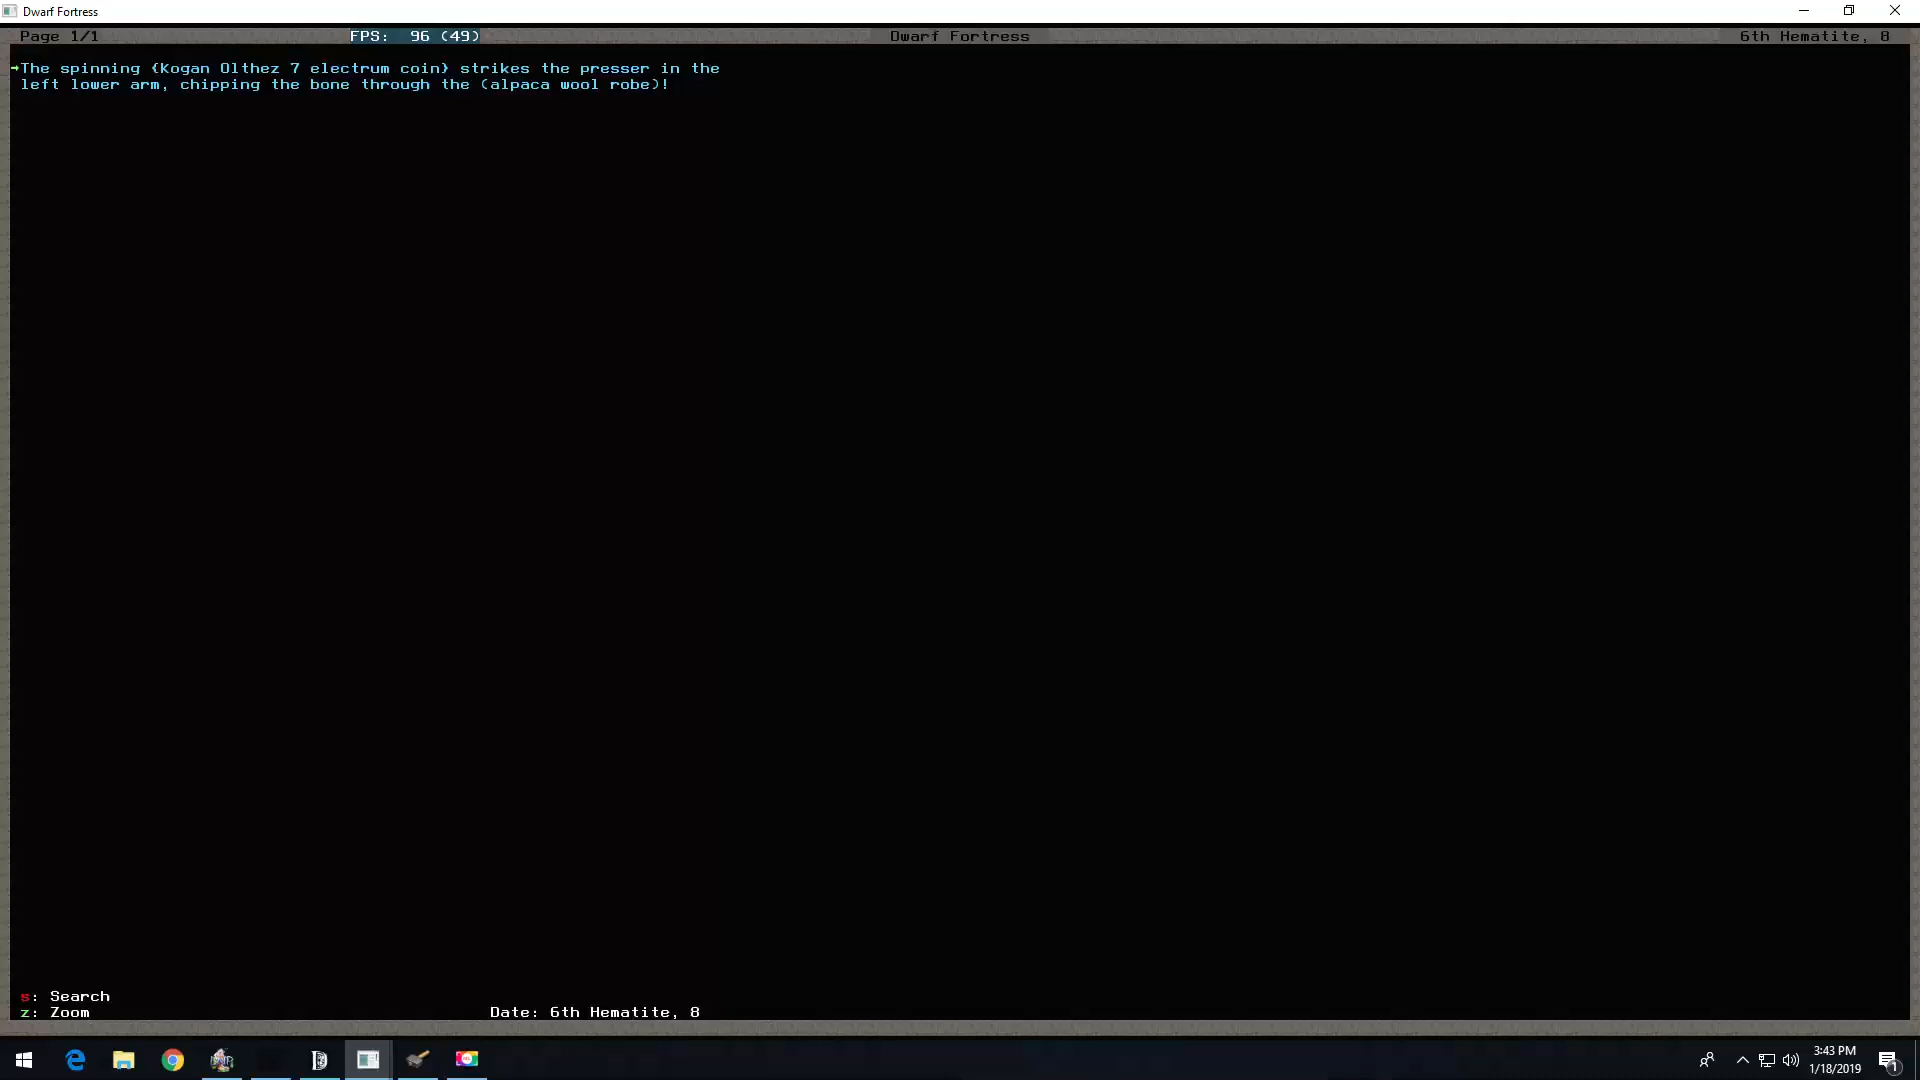 Dwarf Fortress
Page 1/1 FPS: 96 (49) Dwarf Fortress 6th Hematite, 8
The spinning {Kogan Olthez 7 electrum coin} strikes the presser in the
left lower arm, chipping the bone through the (alpaca wool robe)!
s: Search
z: Zoom Date: 6th Hematite, 8
3:43 PM
1/18/2019
1